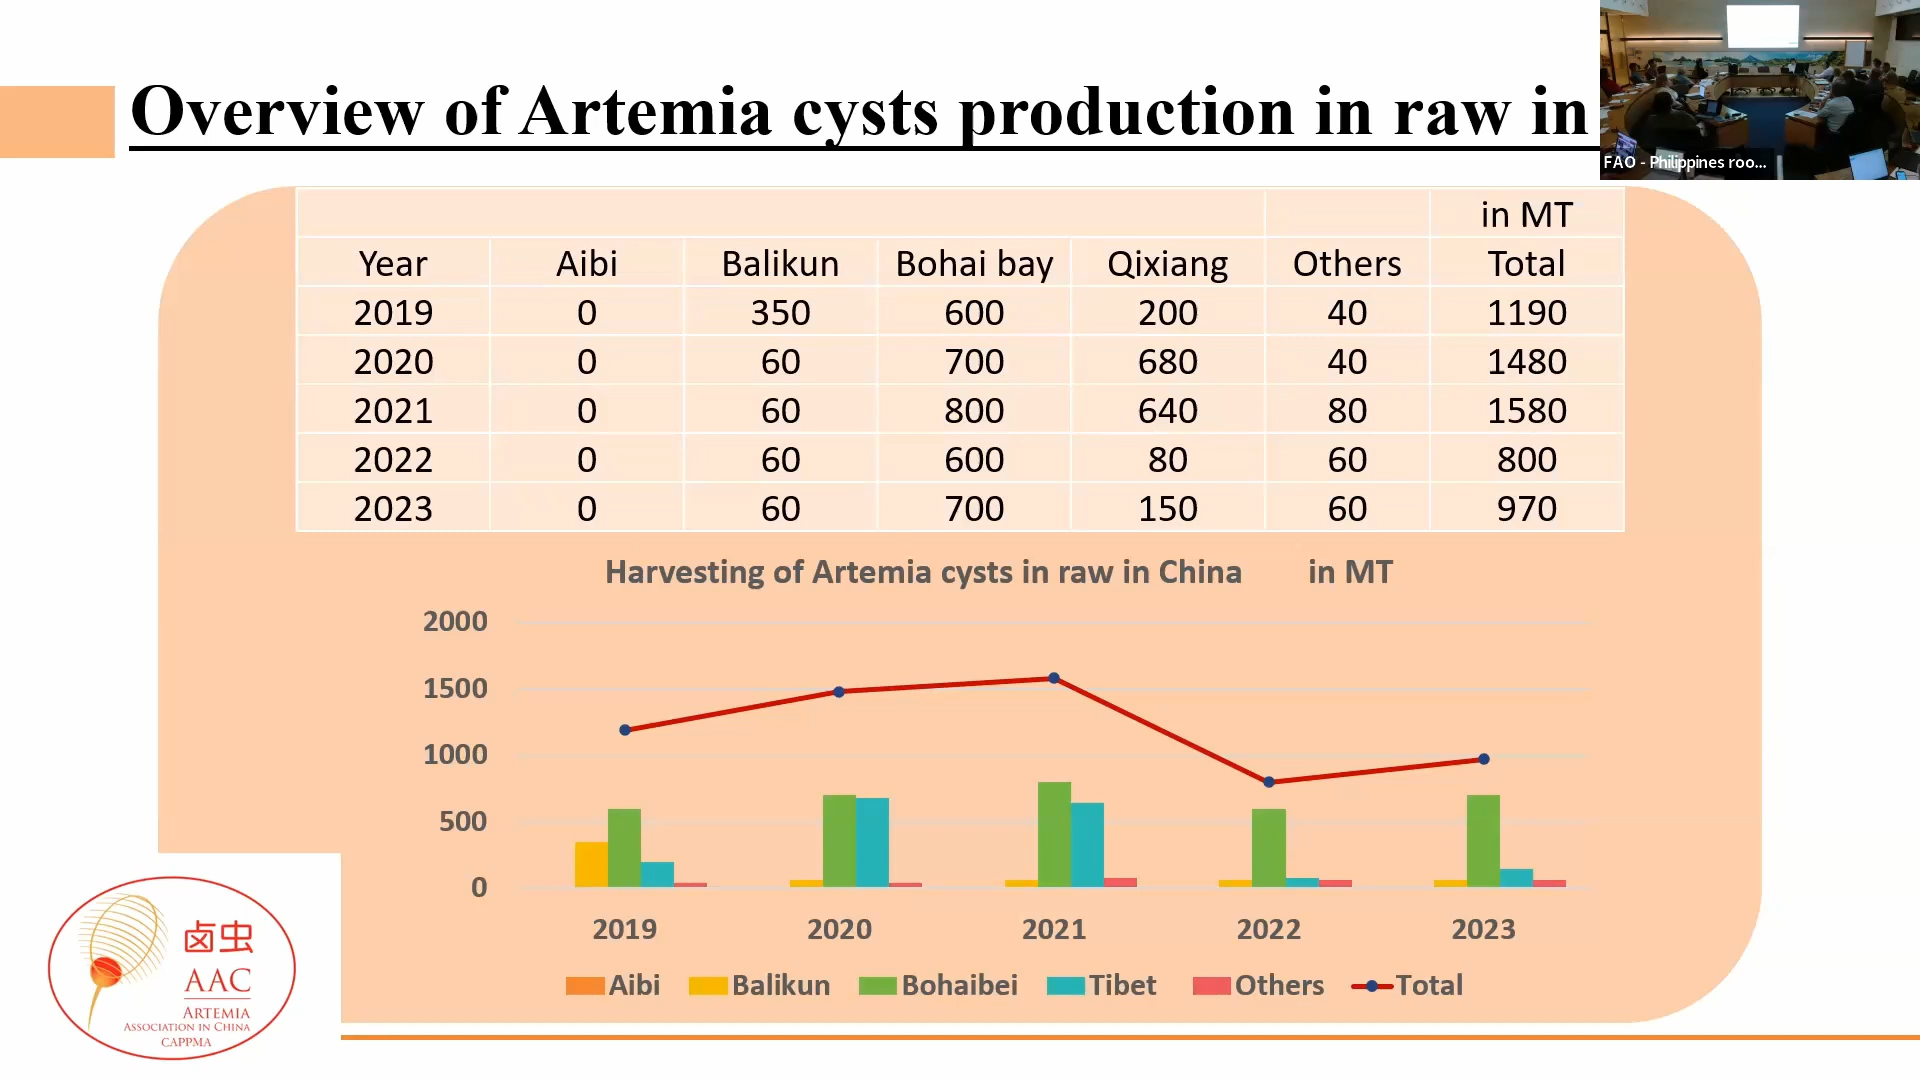 Overview of Artemia cysts production in raw in
FAO - Philippines roo...
in MT
Year Aibi Balikun Bohai bay Qixiang Others Total
2019 0 350 600 200 40 1190
2020 0 60 700 680 40 1480
2021 0 60 800 640 80 1580
2022 0 60 600 80 60 800
2023 0 60 700 150 60 970
Harvesting of Artemia cysts in raw in China in MT
2000
1500
1000
500
0
2019 2020 2021 2022 2023
Aibi Balikun Bohaibei Tibet Others Total
卤虫
AAC
ARTEMIA
ASSOCIATION IN CHINA
CAPPMA